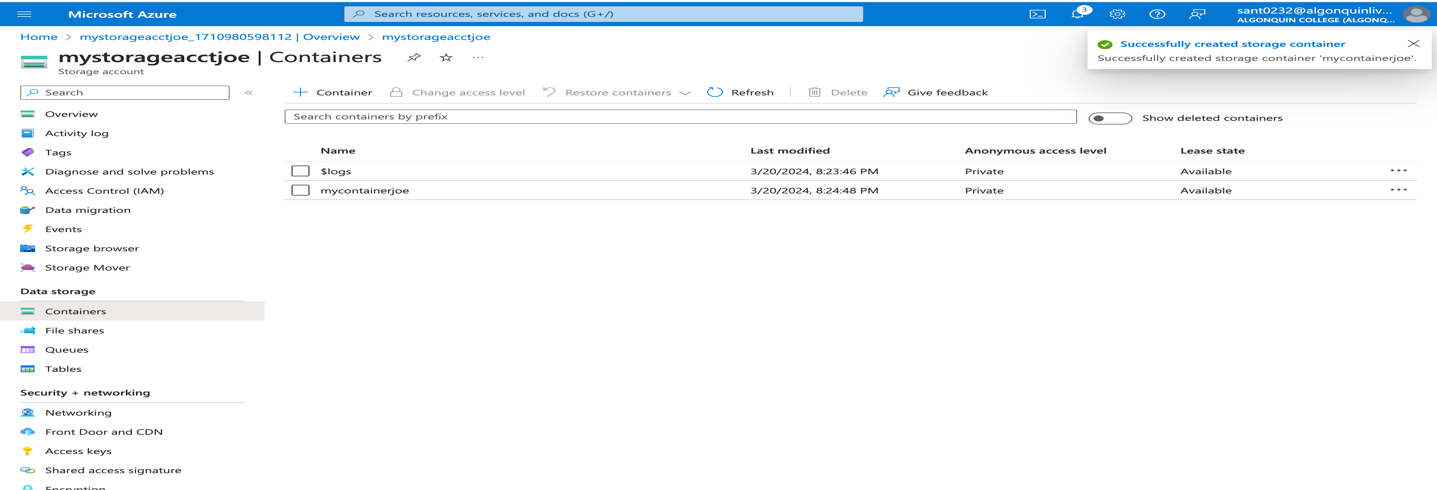 Microsoft Azure
Search resources, services, and docs (G+/)
3
sant0232@algonquinliv...
ALGONQUIN COLLEGE (ALGONQ...
Home > mystorageacctjoe_1710980598112 | Overview > mystorageacctjoe
mystorageacctjoe | Containers
Storage account
Successfully created storage container
Successfully created storage container 'mycontainerjoe'.
Search
Overview
Activity log
Tags
Diagnose and solve problems
Access Control (IAM)
Data migration
Events
Storage browser
Storage Mover
Data storage
Containers
File shares
Queues
Tables
Security + networking
Networking
Front Door and CDN
Access keys
Shared access signature
Encryption
Container Change access level Restore containers Refresh Delete Give feedback
Search containers by prefix
Show deleted containers
Name Last modified Anonymous access level Lease state
$logs 3/20/2024, 8:23:46 PM Private Available
mycontainerjoe 3/20/2024, 8:24:48 PM Private Available